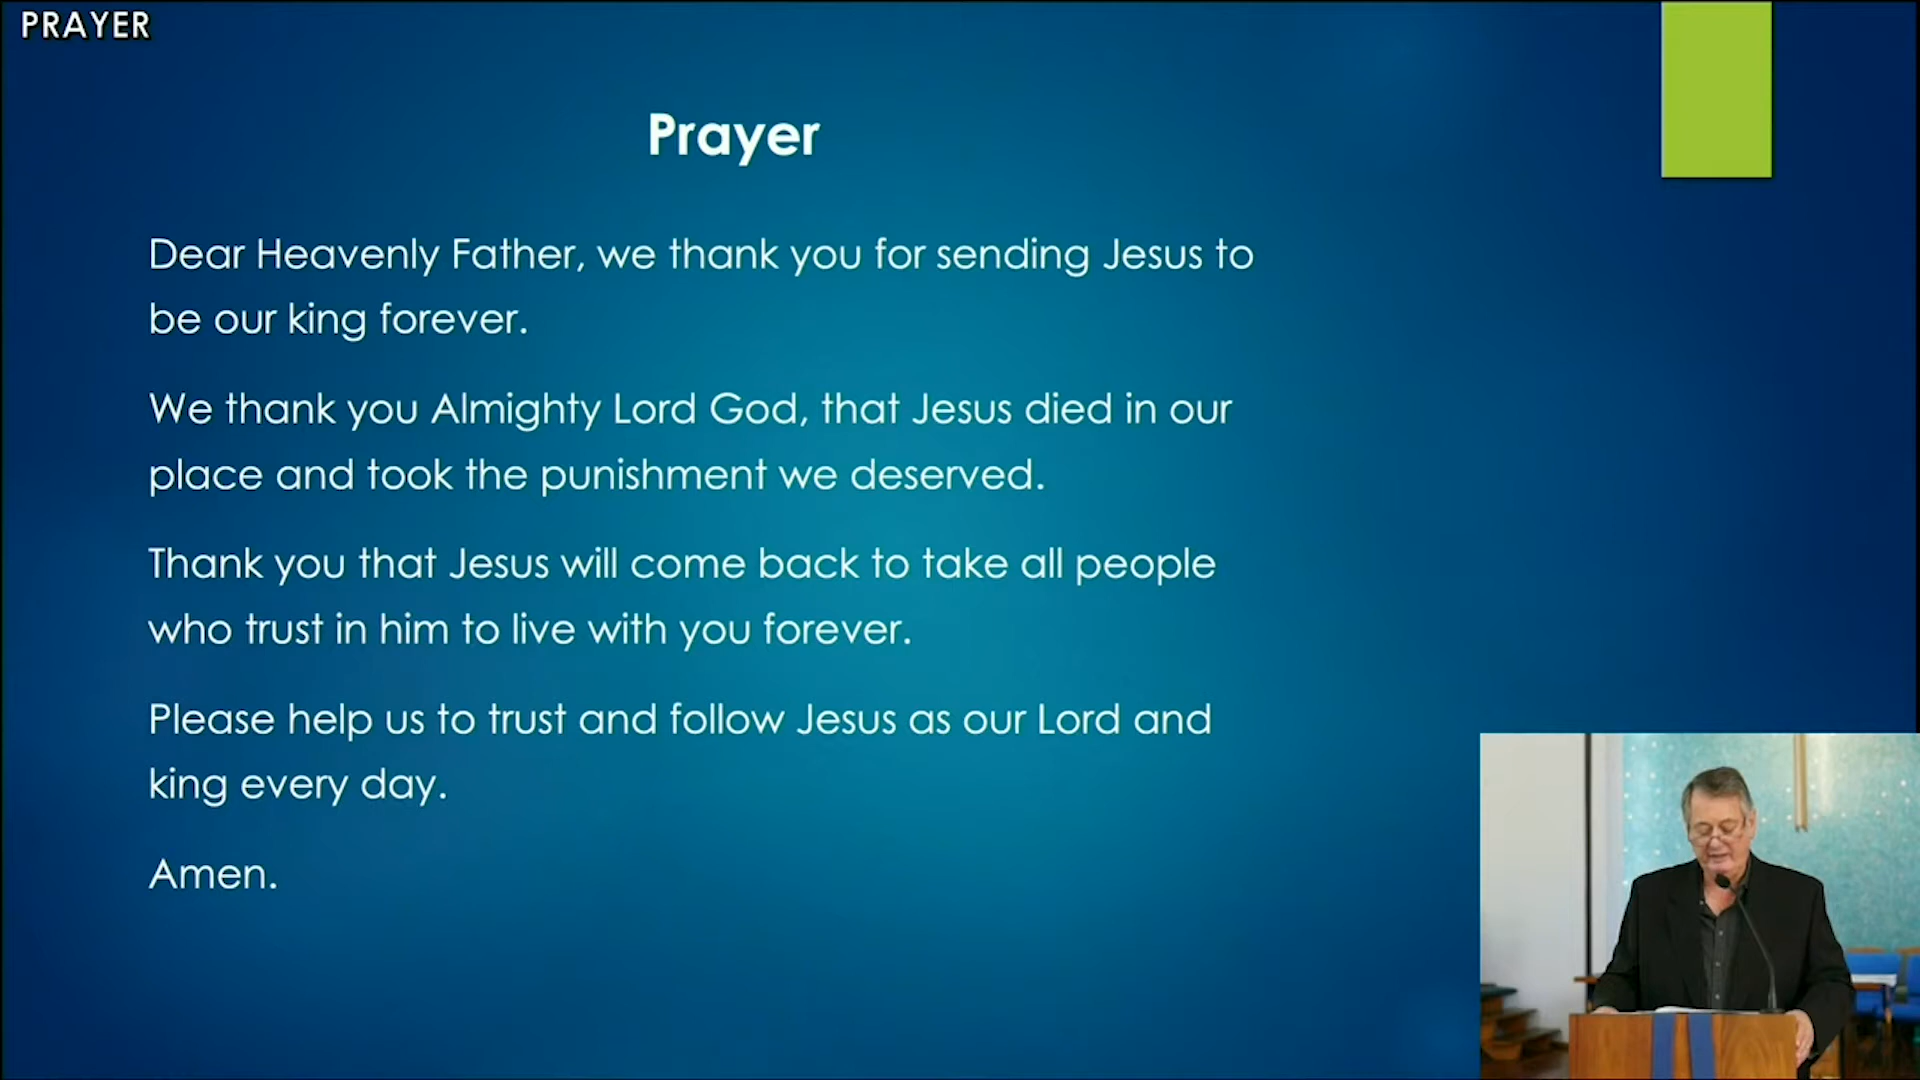 PRAYER
Prayer
Dear Heavenly Father, we thank you for sending Jesus to
be our king forever.
We thank you Almighty Lord God, that Jesus died in our
place and took the punishment we deserved.
Thank you that Jesus will come back to take all people
who trust in him to live with you forever.
Please help us to trust and follow Jesus as our Lord and
king every day.
Amen.